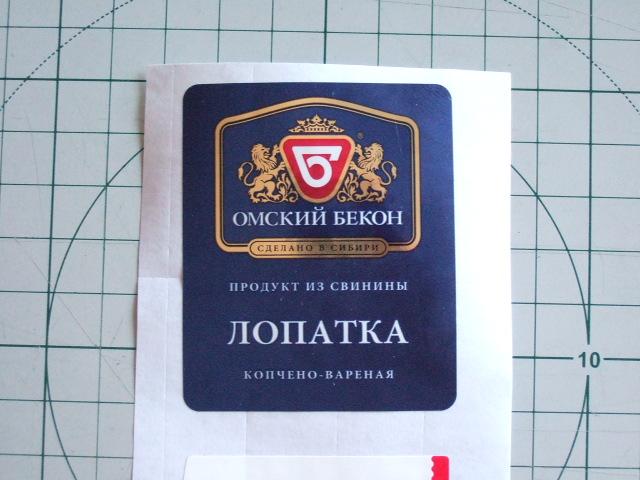 Б
®
ОМСКИЙ БЕКОН
СДЕЛАНО В СИБИРИ
ПРОДУКТ ИЗ СВИНИНЫ
ЛОПАТКА
КОПЧЕНО-ВАРЕНАЯ
10